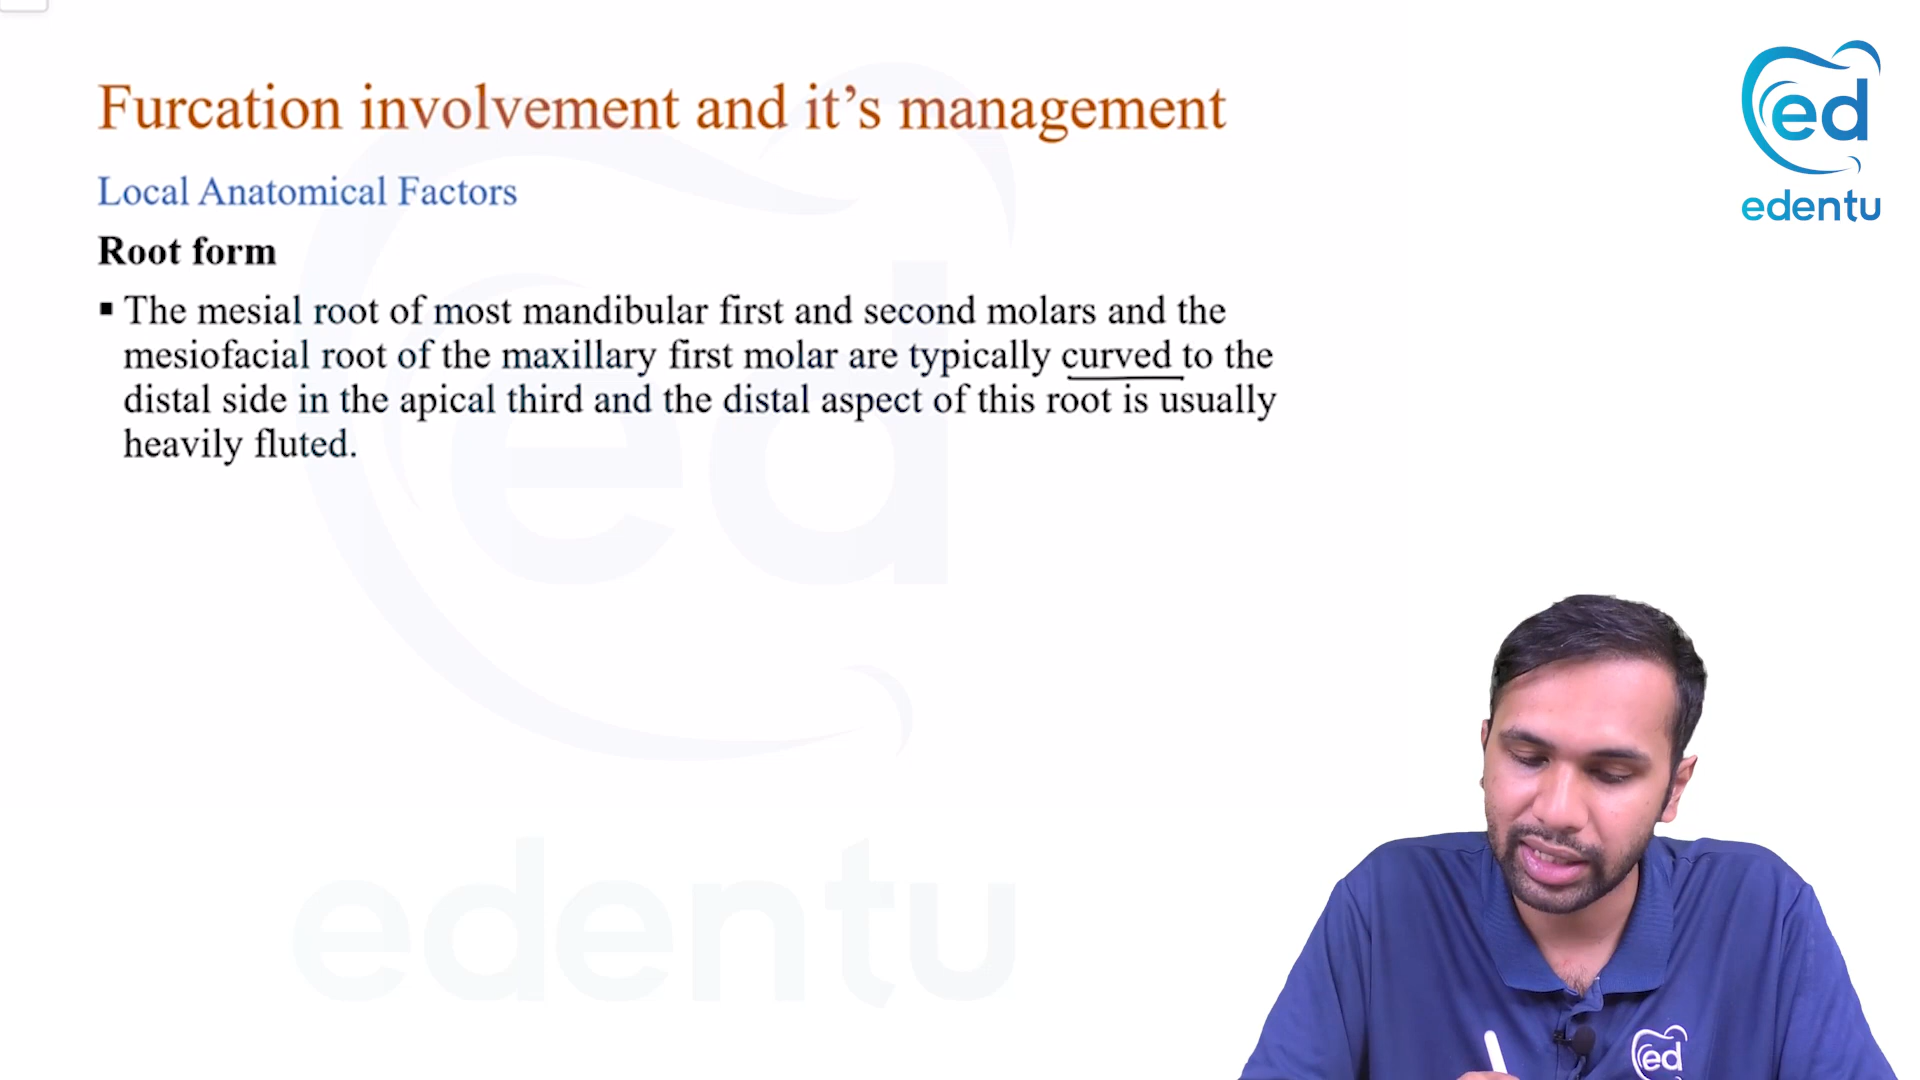 Furcation involvement and it’s management
Local Anatomical Factors
Root form
▪ The mesial root of most mandibular first and second molars and the
mesiofacial root of the maxillary first molar are typically curved to the
distal side in the apical third and the distal aspect of this root is usually
heavily fluted.
ed
edentu
ed
edentu
ed